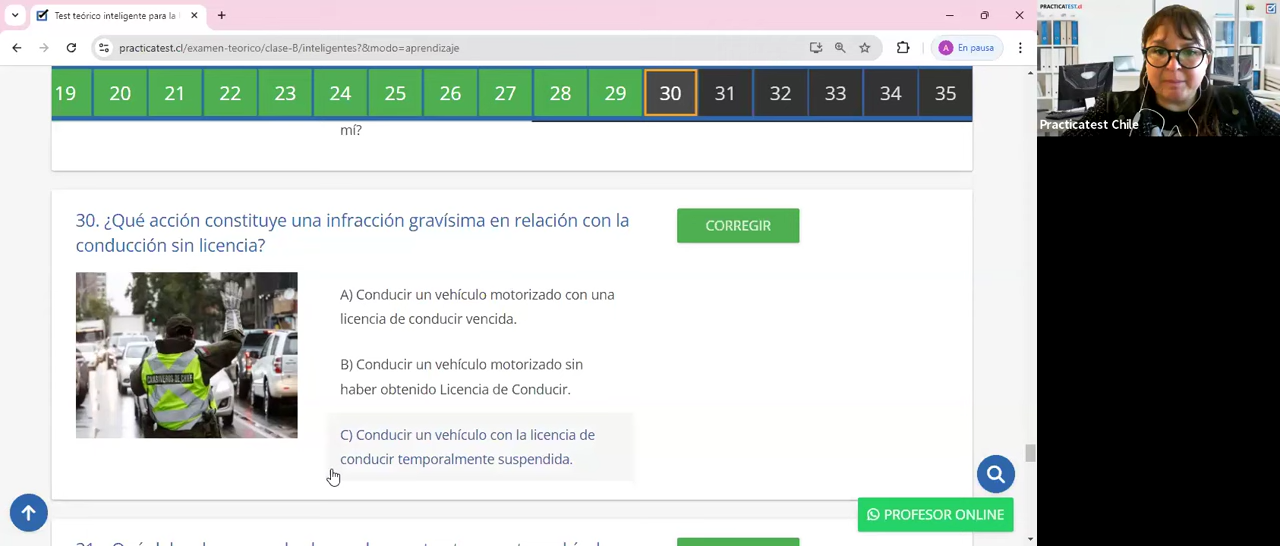 Test teórico inteligente para la
practicatest.cl/examen-teorico/clase-B/inteligentes?&modo=aprendizaje
A
En pausa
PRACTICATEST.cl
Practicatest Chile
19 20 21 22 23 24 25 26 27 28 29 30 31 32 33 34 35
mí?
30. ¿Qué acción constituye una infracción gravísima en relación con la
conducción sin licencia?
CORREGIR
CARABINEROS DE CHILE
A) Conducir un vehículo motorizado con una
licencia de conducir vencida.
B) Conducir un vehículo motorizado sin
haber obtenido Licencia de Conducir.
C) Conducir un vehículo con la licencia de
conducir temporalmente suspendida.
PROFESOR ONLINE